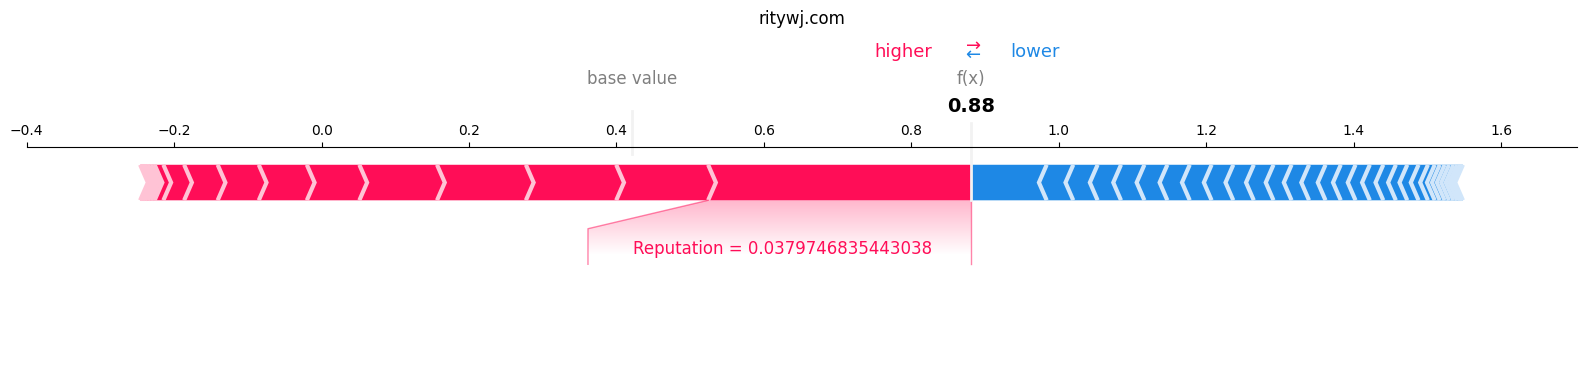 ritywj.com
higher ⇄ lower
base value f(x)
0.88
−0.4 −0.2 0.0 0.2 0.4 0.6 0.8 1.0 1.2 1.4 1.6
Reputation = 0.0379746835443038